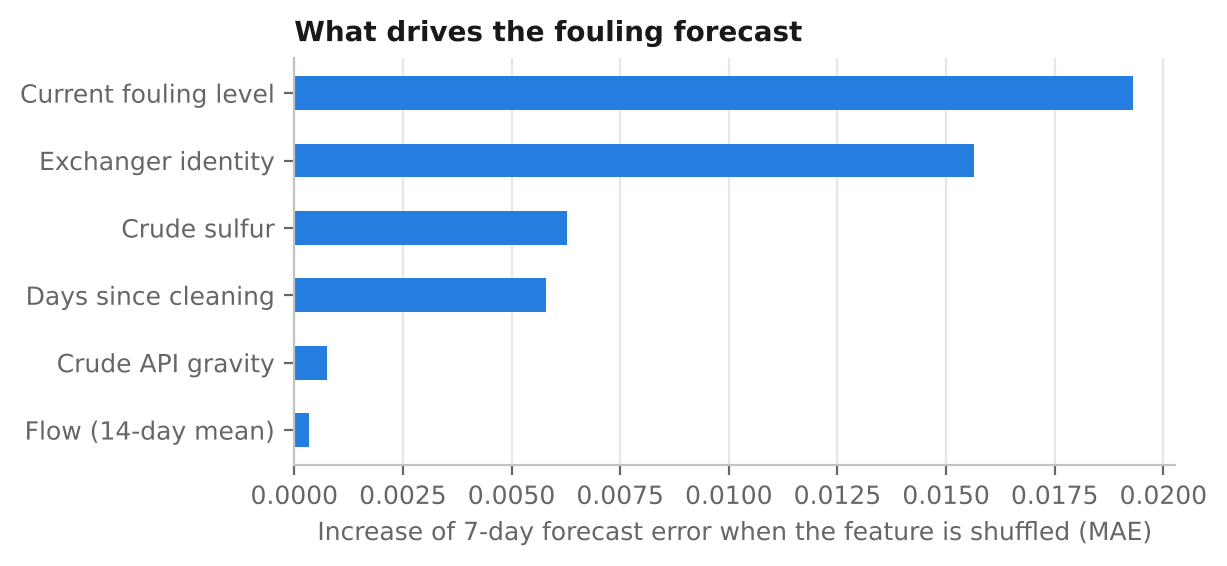 What drives the fouling forecast
Current fouling level
Exchanger identity
Crude sulfur
Days since cleaning
Crude API gravity
Flow (14-day mean)
0.0000 0.0025 0.0050 0.0075 0.0100 0.0125 0.0150 0.0175 0.0200
Increase of 7-day forecast error when the feature is shuffled (MAE)